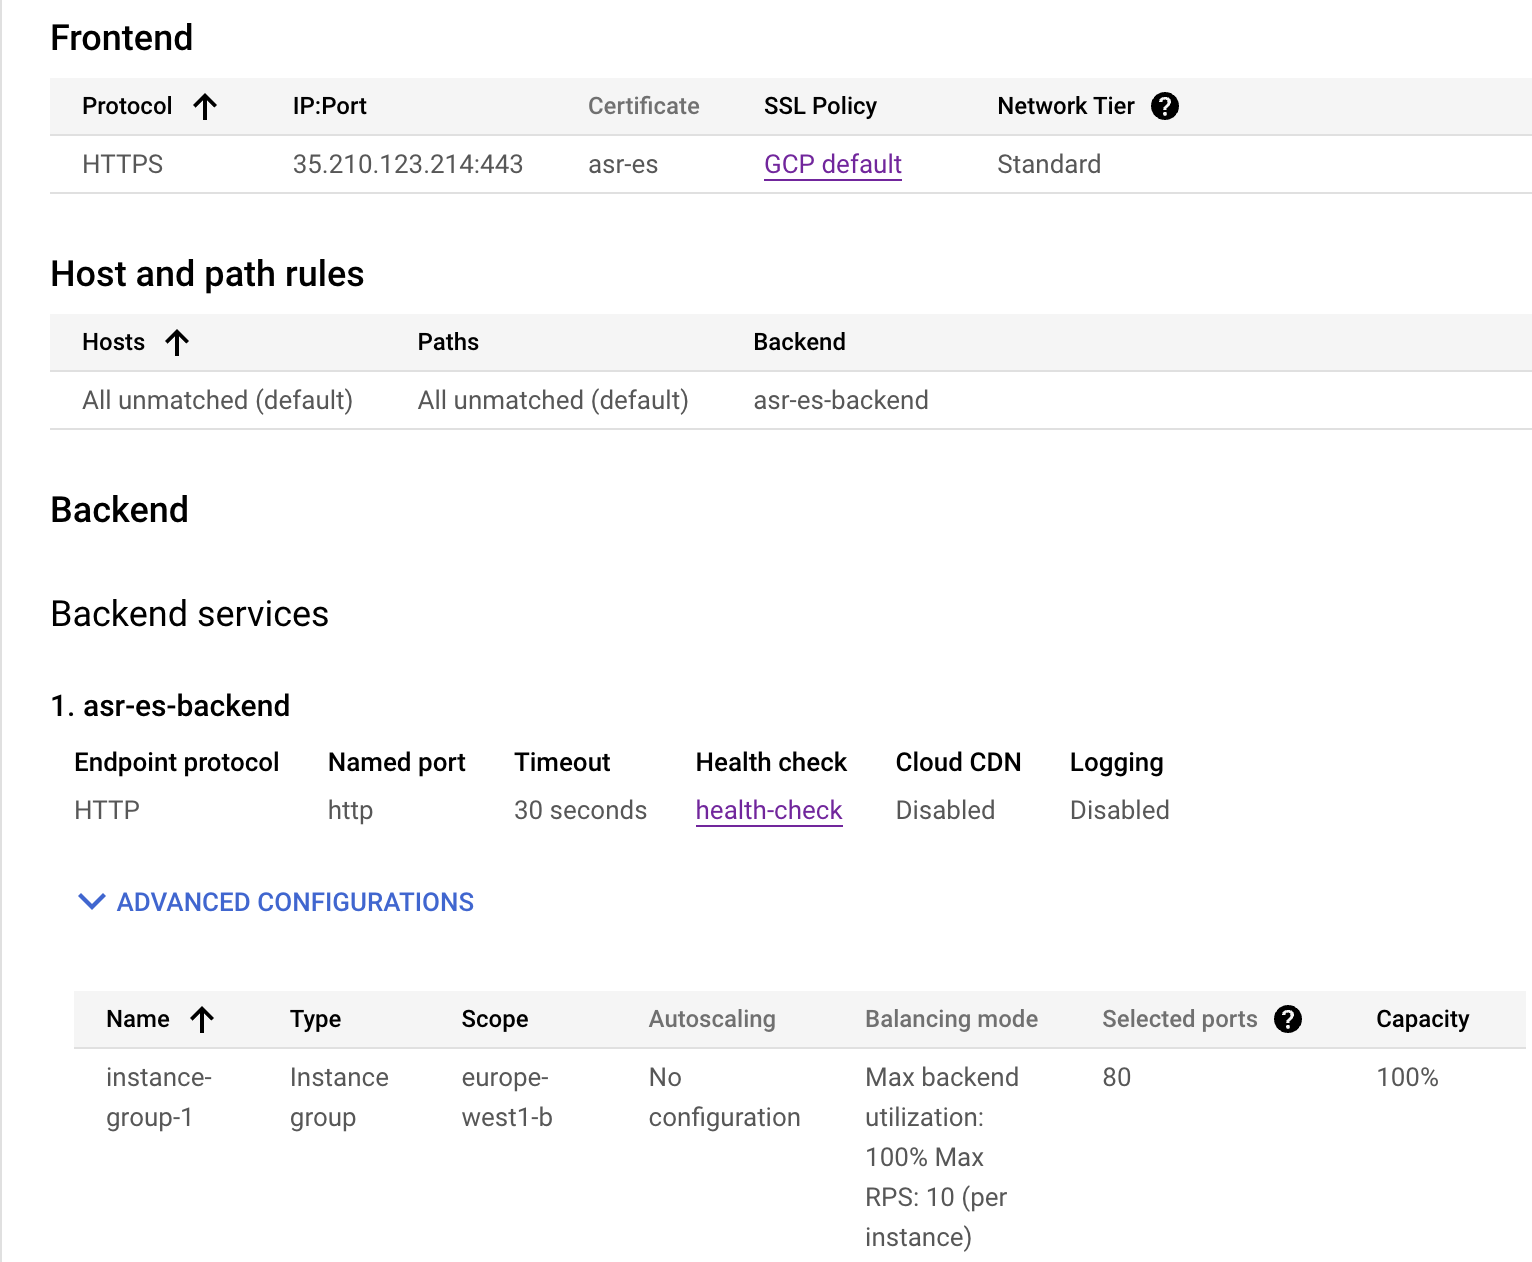 Frontend
Protocol IP:Port Certificate SSL Policy Network Tier ?
HTTPS 35.210.123.214:443 asr-es GCP default Standard
Host and path rules
Hosts Paths Backend
All unmatched (default) All unmatched (default) asr-es-backend
Backend
Backend services
1. asr-es-backend
Endpoint protocol Named port Timeout Health check Cloud CDN Logging
HTTP http 30 seconds health-check Disabled Disabled
ADVANCED CONFIGURATIONS
Name Type Scope Autoscaling Balancing mode Selected ports ? Capacity
instance- Instance europe- No Max backend 80 100%
group-1 group west1-b configuration utilization:
100% Max
RPS: 10 (per
instance)